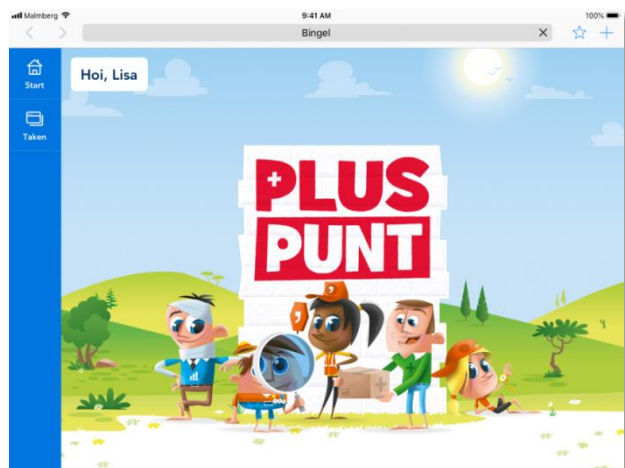 Malmberg 9:41 AM 100%
Bingel
Hoi, Lisa
Start
Taken
PLUS
PUNT